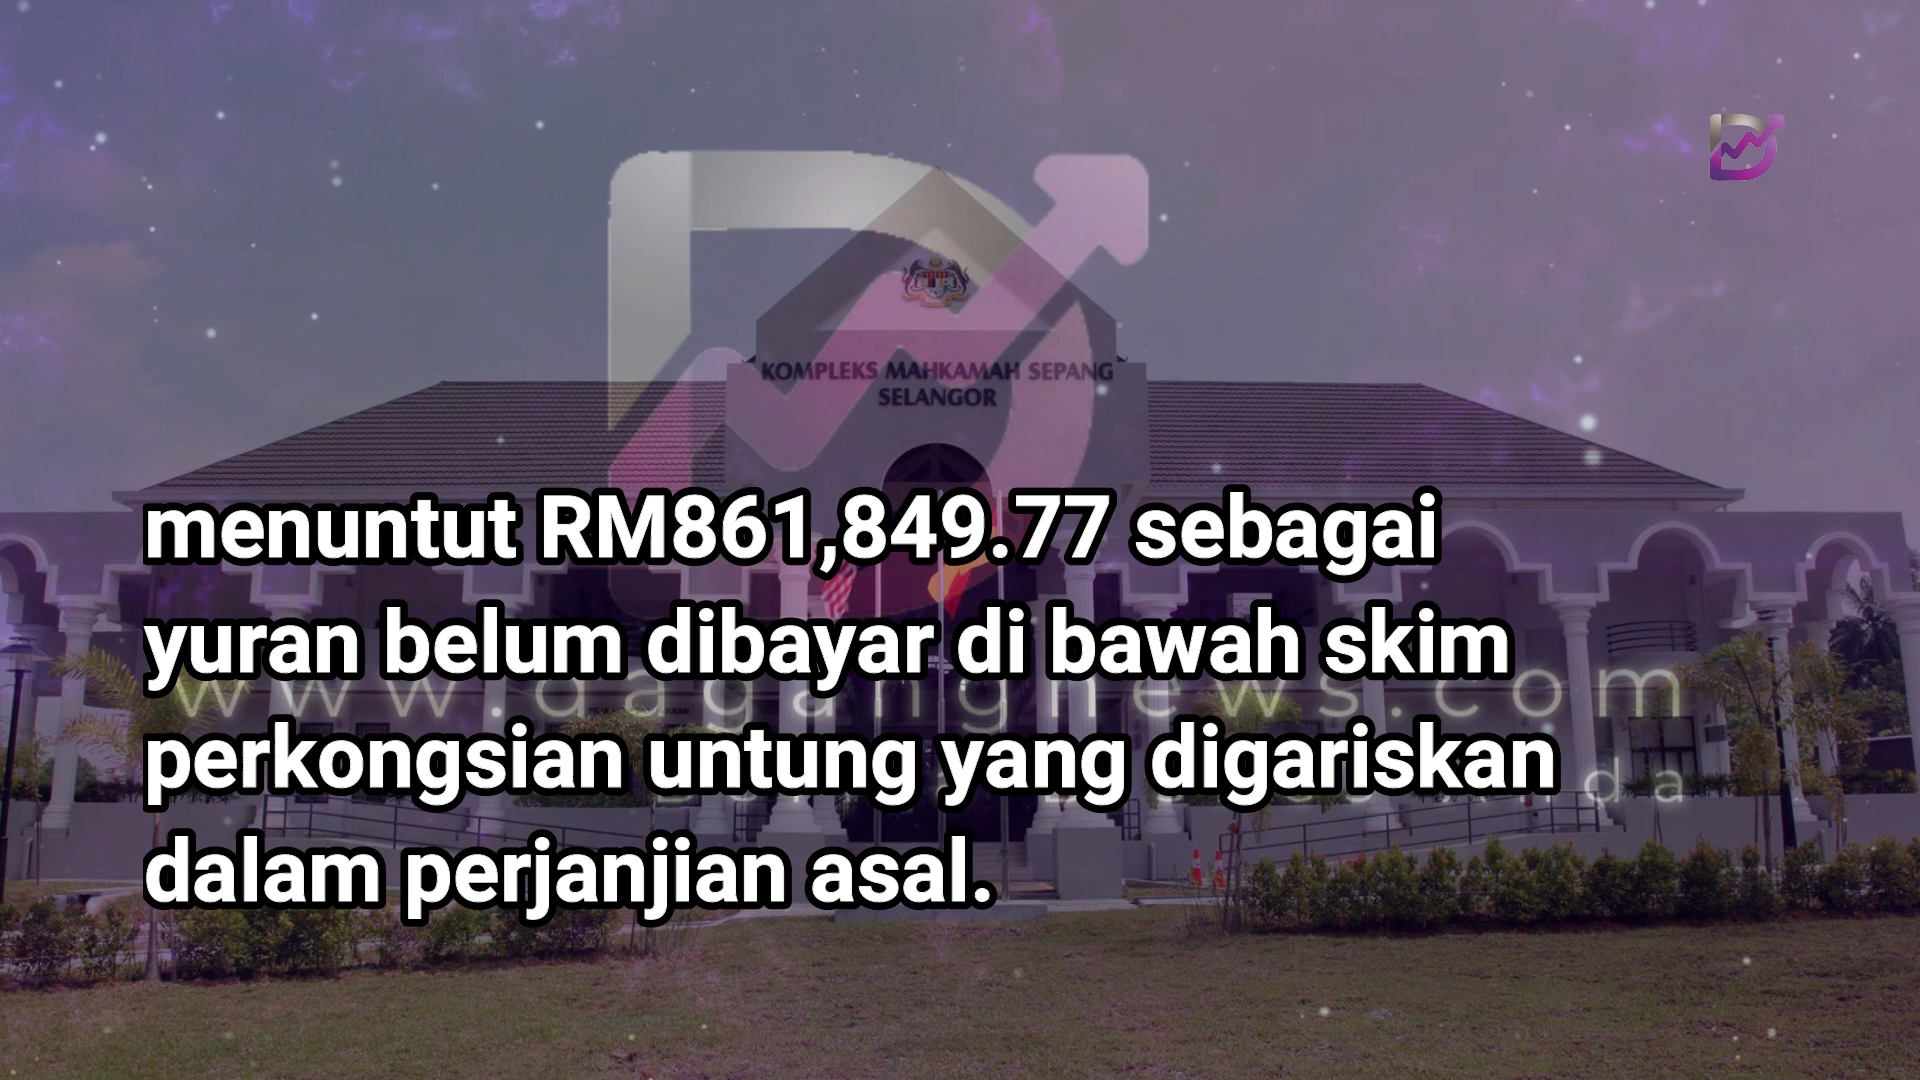 KOMPLEKS MAHKAMAH SEPANG
SELANGOR
menuntut RM861,849.77 sebagai
yuran belum dibayar di bawah skim
www.dagangnews.com
perkongsian untung yang digariskan
dalam perjanjian asal.